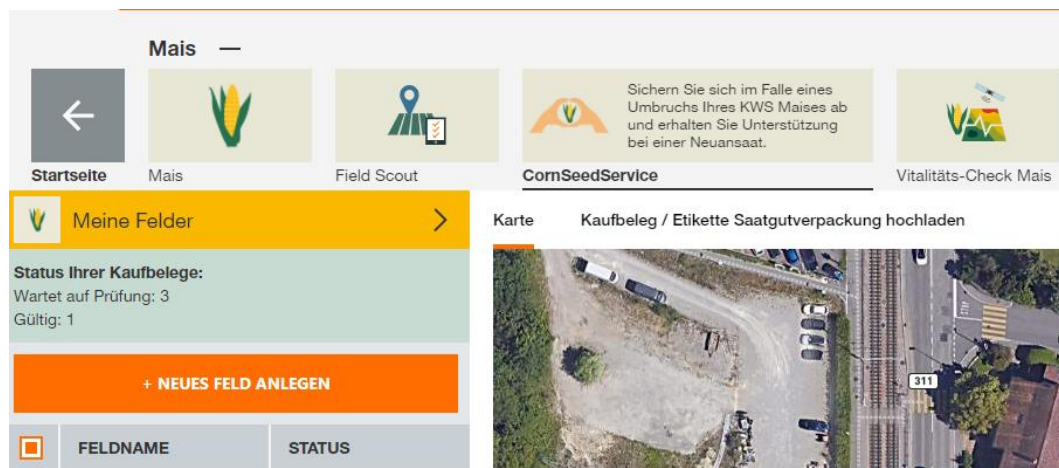 Mais —
Sichern Sie sich im Falle eines
Umbruchs Ihres KWS Maises ab
und erhalten Sie Unterstützung
bei einer Neuansaat.
Startseite
Mais
Field Scout
CornSeedService
Vitalitäts-Check Mais
Meine Felder
Karte
Kaufbeleg / Etikette Saatgutverpackung hochladen
Status Ihrer Kaufbelege:
Wartet auf Prüfung: 3
Gültig: 1
+ NEUES FELD ANLEGEN
FELDNAME
STATUS
STOP
311